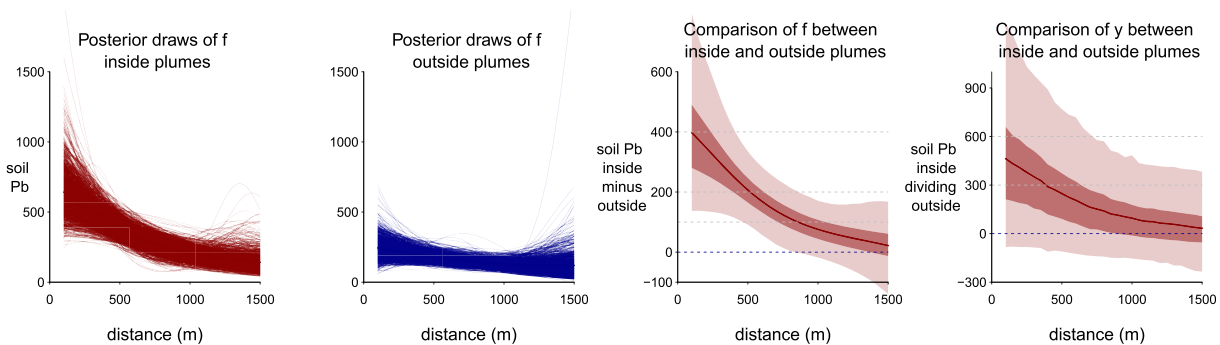 Posterior draws of f
inside plumes
1500
1000
500
0
soil
Pb
0
500
1000
1500
distance (m)
Posterior draws of f
outside plumes
1500
1000
500
0
0
500
1000
1500
distance (m)
Comparison of f between
inside and outside plumes
600
400
200
0
−100
soil Pb
inside
minus
outside
0
500
1000
1500
distance (m)
Comparison of y between
inside and outside plumes
900
600
300
0
−300
soil Pb
inside
dividing
outside
0
500
1000
1500
distance (m)